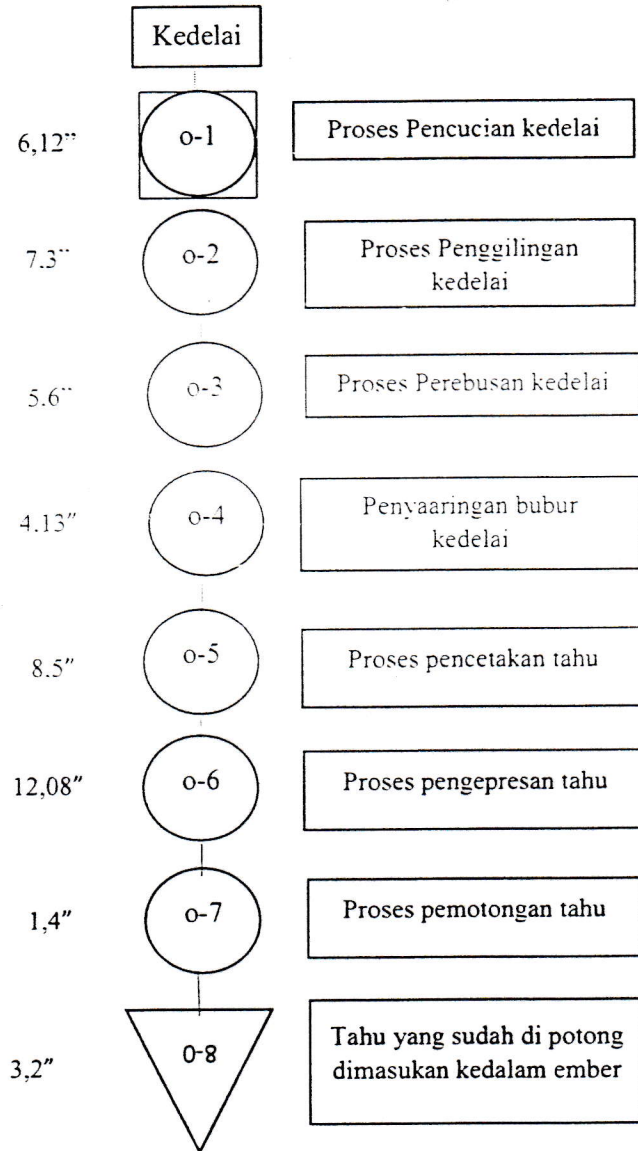 Kedelai
6,12"
o-1
Proses Pencucian kedelai
7.3"
o-2
Proses Penggilingan
kedelai
5.6"
o-3
Proses Perebusan kedelai
4.13"
o-4
Penyaaringan bubur
kedelai
8.5"
o-5
Proses pencetakan tahu
12,08"
o-6
Proses pengepresan tahu
1,4"
o-7
Proses pemotongan tahu
3,2"
0-8
Tahu yang sudah di potong
dimasukan kedalam ember